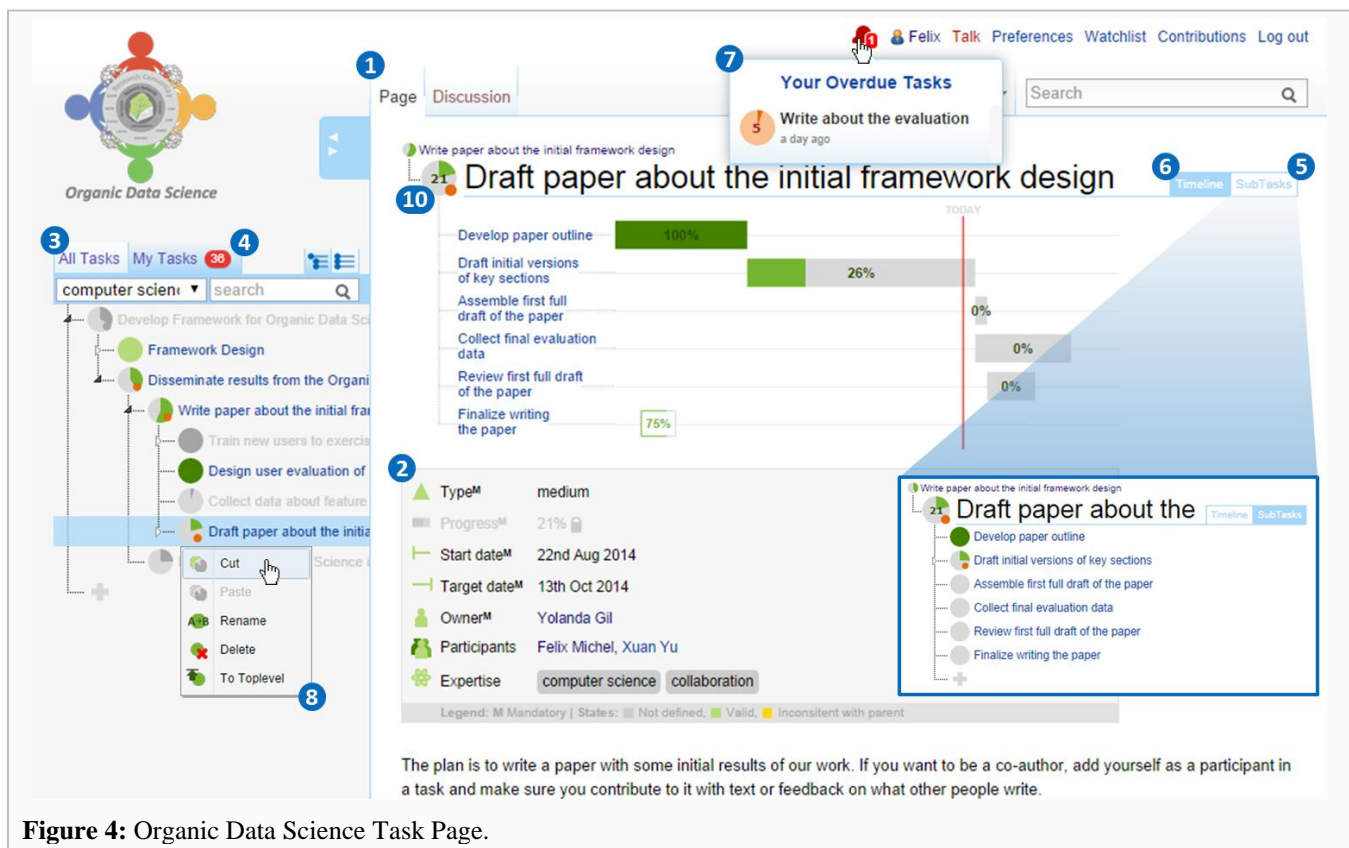 1 Felix Talk Preferences Watchlist Contributions Log out
1
7
Page Discussion
Your Overdue Tasks
5 Write about the evaluation
a day ago
Search
Organic Data Science
Write paper about the initial framework design
21 Draft paper about the initial framework design
10
6
Timeline SubTasks
5
TODAY
Develop paper outline 100%
Draft initial versions
of key sections 26%
Assemble first full
draft of the paper 0%
Collect final evaluation
data 0%
Review first full draft
of the paper 0%
Finalize writing
the paper 75%
3
All Tasks My Tasks 36
4
computer scienc search
Develop Framework for Organic Data Sci
Framework Design
Disseminate results from the Organi
Write paper about the initial fra
Train new users to exercis
Design user evaluation of
Collect data about feature
Draft paper about the initia
Science i
Cut
Paste
A B Rename
Delete
To Toplevel
8
2
Typeᴹ medium
Progressᴹ 21%
Start dateᴹ 22nd Aug 2014
Target dateᴹ 13th Oct 2014
Ownerᴹ Yolanda Gil
Participants Felix Michel, Xuan Yu
Expertise computer science collaboration
Legend: M Mandatory | States: Not defined, Valid, Inconsitent with parent
Write paper about the initial framework design
21 Draft paper about the Timeline SubTasks
Develop paper outline
Draft initial versions of key sections
Assemble first full draft of the paper
Collect final evaluation data
Review first full draft of the paper
Finalize writing the paper
The plan is to write a paper with some initial results of our work. If you want to be a co-author, add yourself as a participant in
a task and make sure you contribute to it with text or feedback on what other people write.
Figure 4: Organic Data Science Task Page.